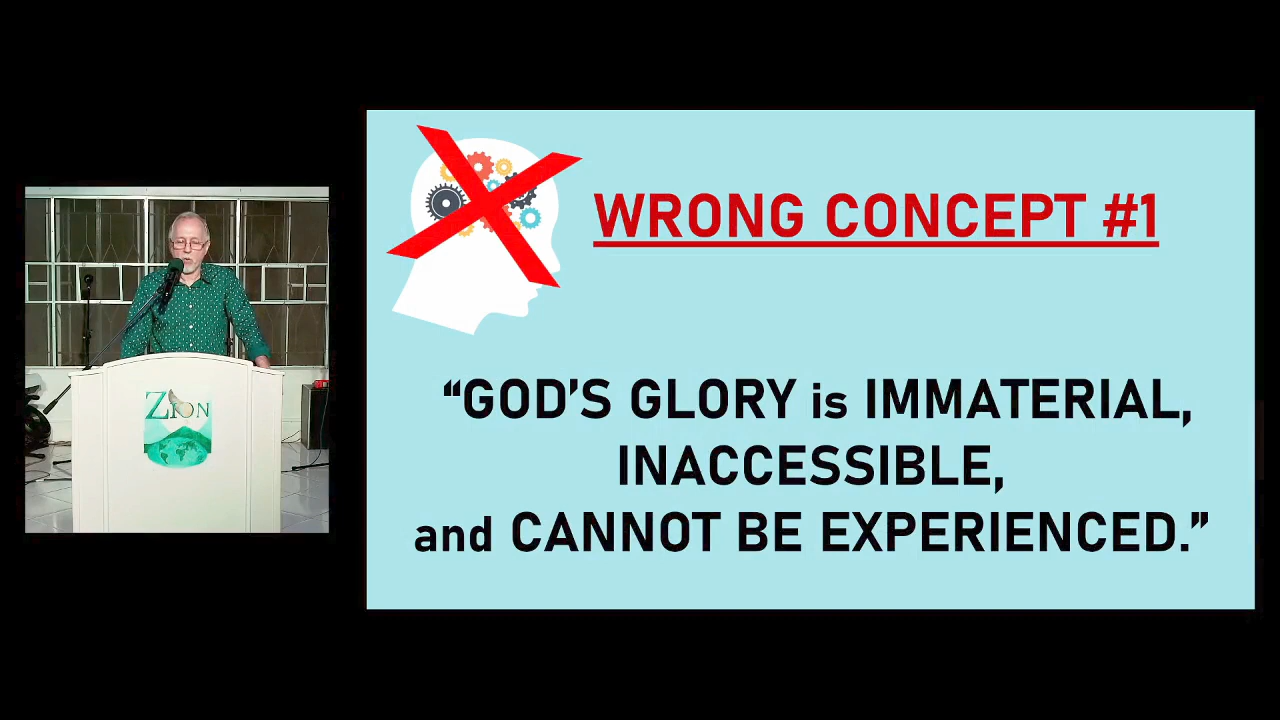 ZION
WRONG CONCEPT #1
“GOD’S GLORY is IMMATERIAL,
INACCESSIBLE,
and CANNOT BE EXPERIENCED.”